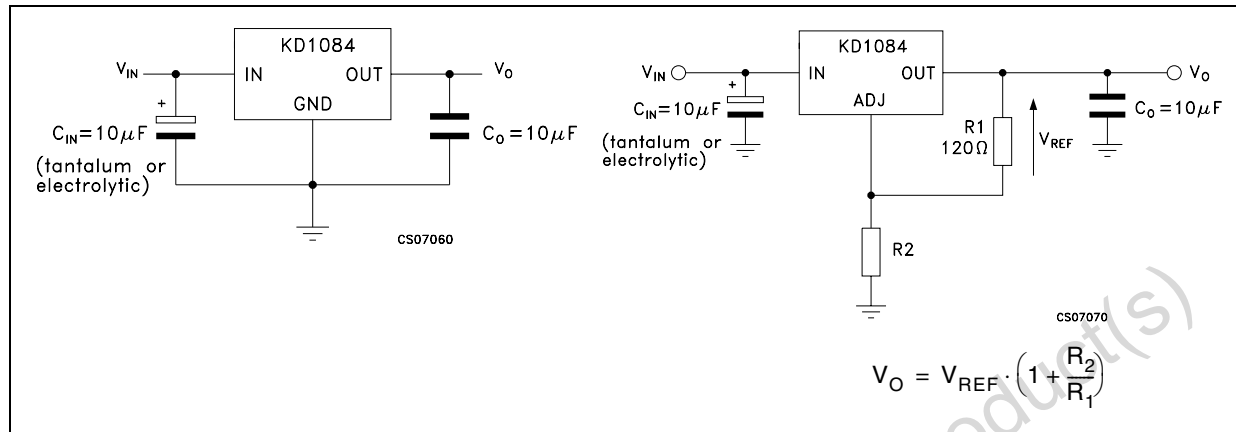 KD1084
V_IN
IN
OUT
V_O
GND
+
C_IN=10μF
(tantalum or
electrolytic)
C_O=10μF
CS07060
KD1084
V_IN
IN
OUT
V_O
ADJ
+
C_IN=10μF
(tantalum or
electrolytic)
R1
120Ω
V_REF
C_O=10μF
R2
CS07070
V_O = V_REF · (1 + R_2/R_1)
oduct(s)